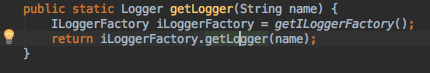 public static Logger getLogger(String name) {
ILoggerFactory iLoggerFactory = getILoggerFactory();
return iLoggerFactory.getLogger(name);
}